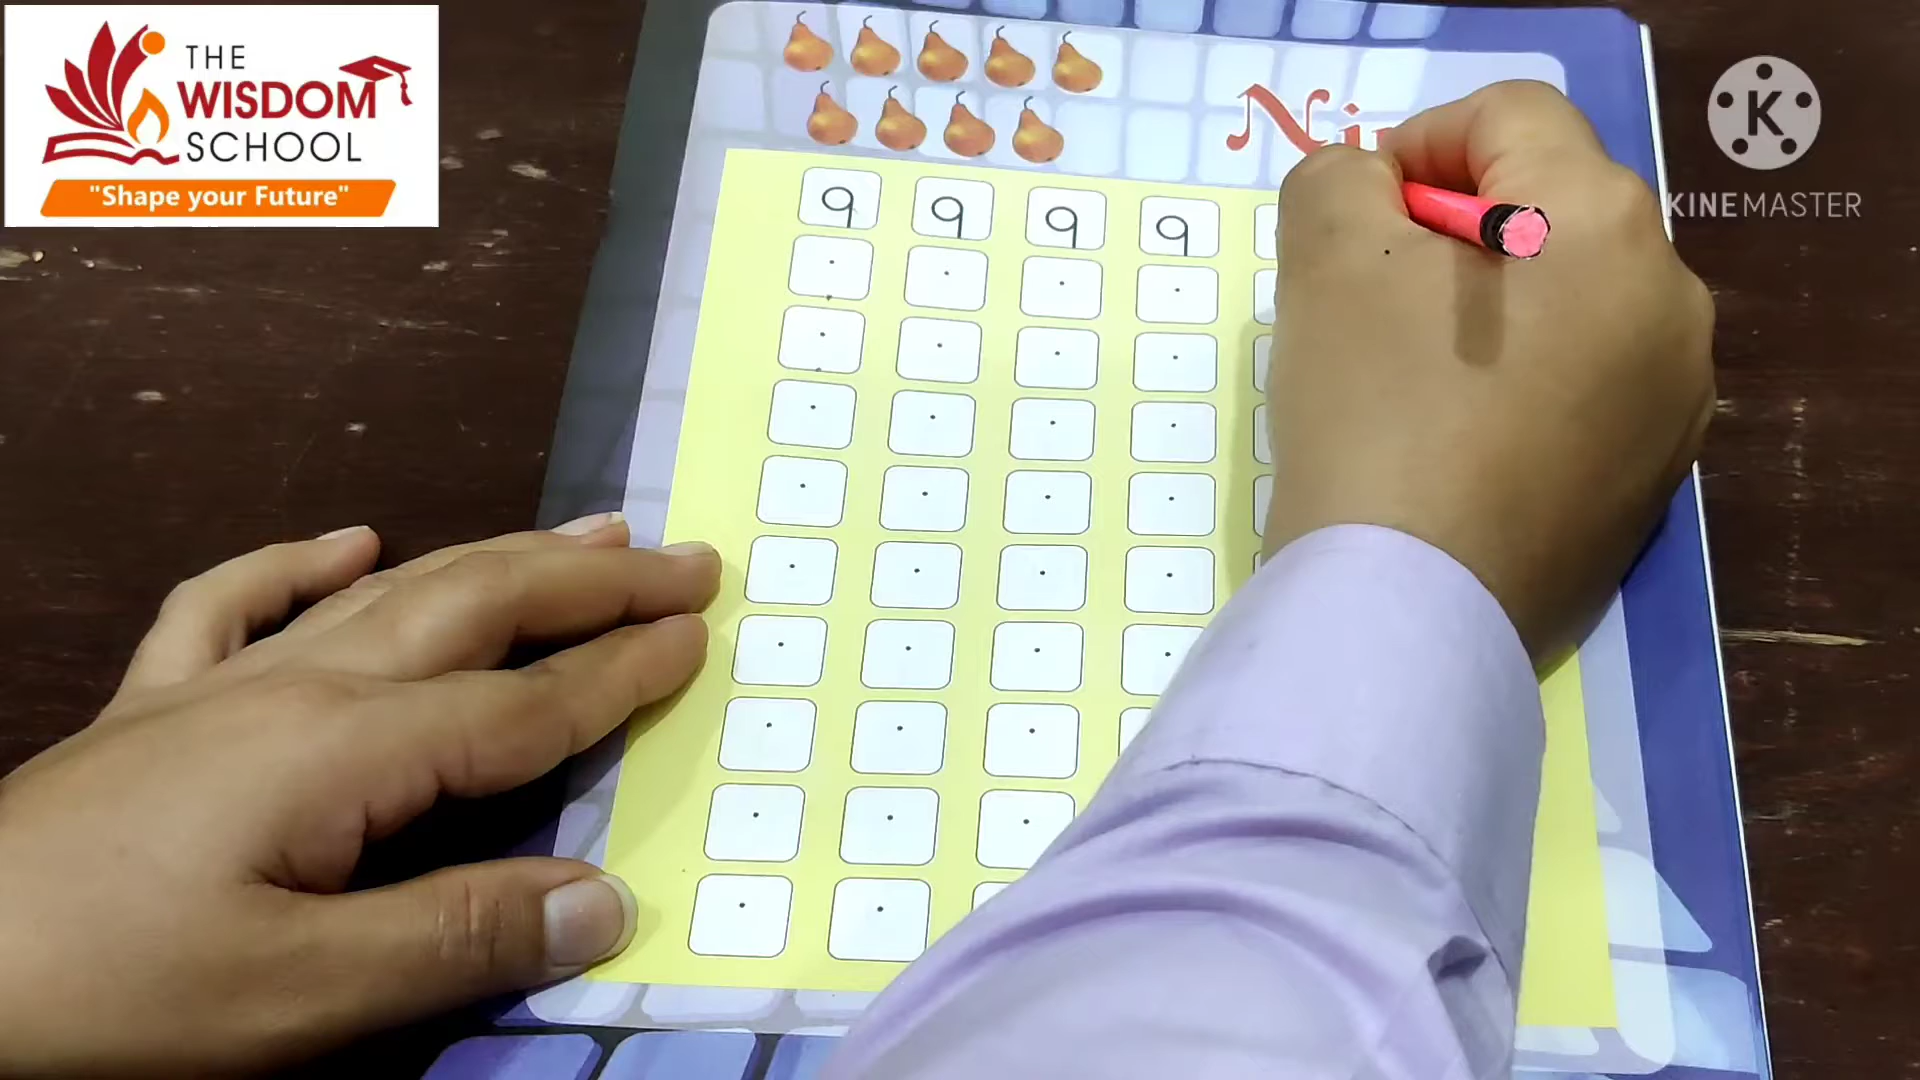 THE
WISDOM
SCHOOL
"Shape your Future"
K
KINEMASTER
9 9 9 9